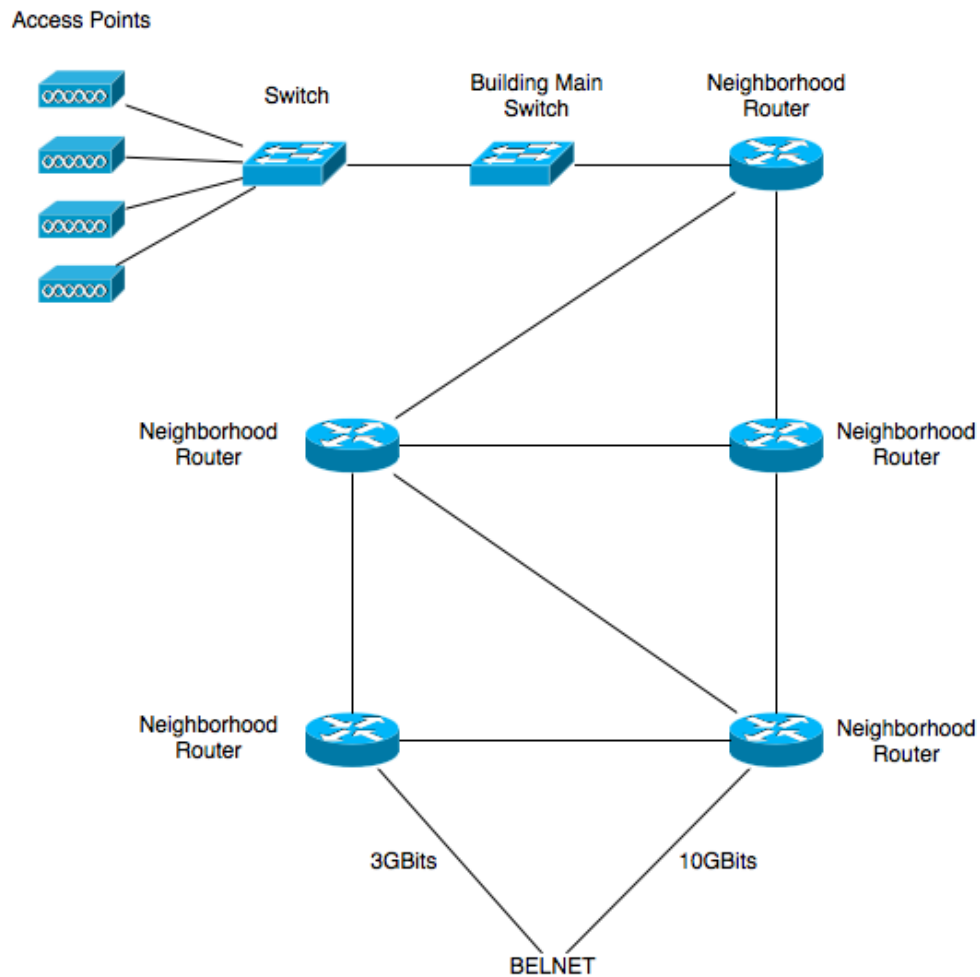 Access Points
Switch
Building Main
Switch
Neighborhood
Router
Neighborhood
Router
Neighborhood
Router
Neighborhood
Router
Neighborhood
Router
3GBits
10GBits
BELNET